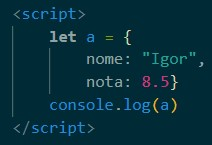 <script>
let a = {
nome: "Igor",
nota: 8.5}
console.log(a)
</script>